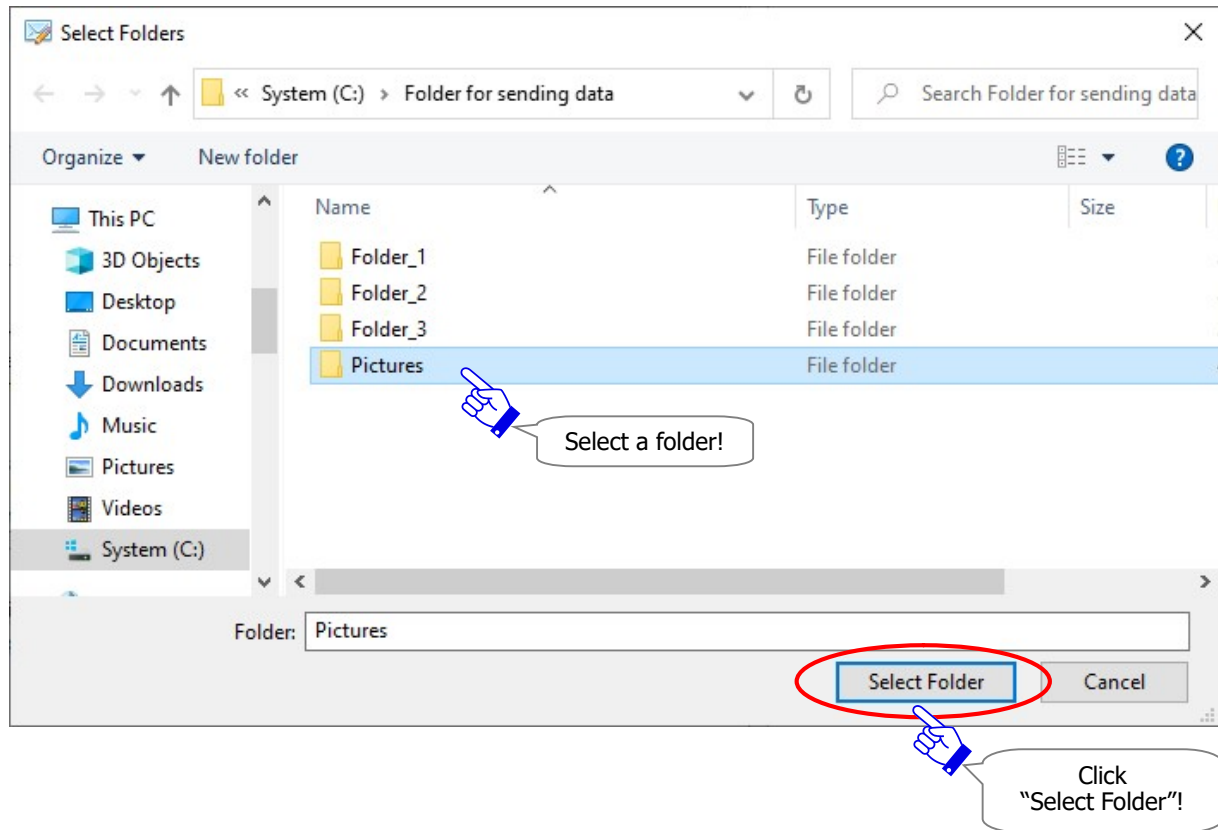 Select Folders
« System (C:) › Folder for sending data
Search Folder for sending data
Organize
New folder
This PC
3D Objects
Desktop
Documents
Downloads
Music
Pictures
Videos
System (C:)
Name Type Size
Folder_1 File folder
Folder_2 File folder
Folder_3 File folder
Pictures File folder
Select a folder!
Folder: Pictures
Select Folder
Cancel
Click
“Select Folder”!